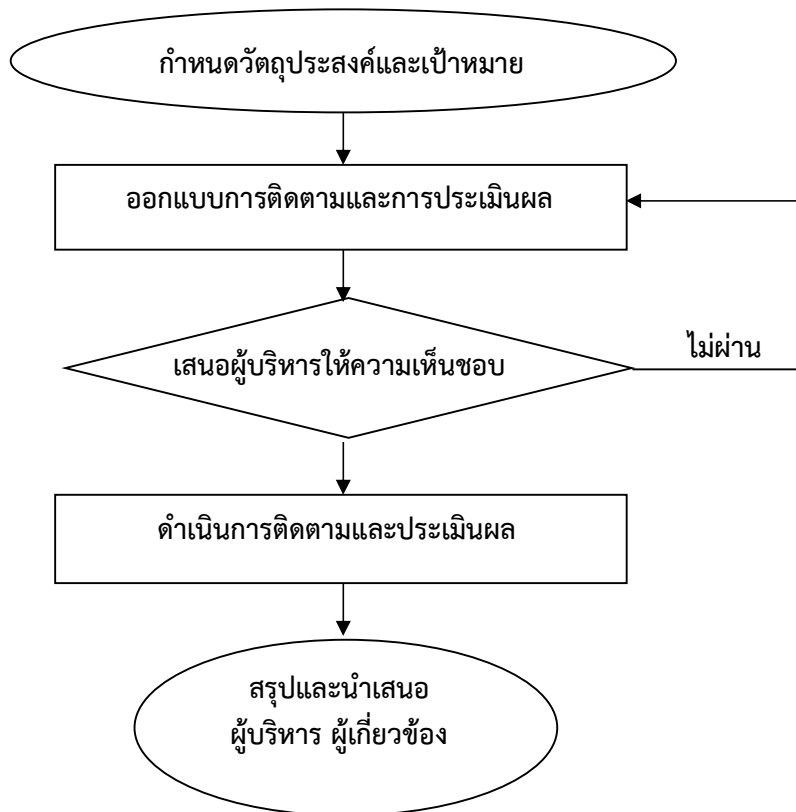 กำหนดวัตถุประสงค์และเป้าหมาย
ออกแบบการติดตามและการประเมินผล
เสนอผู้บริหารให้ความเห็นชอบ
ไม่ผ่าน
ดำเนินการติดตามและประเมินผล
สรุปและนำเสนอ
ผู้บริหาร ผู้เกี่ยวข้อง